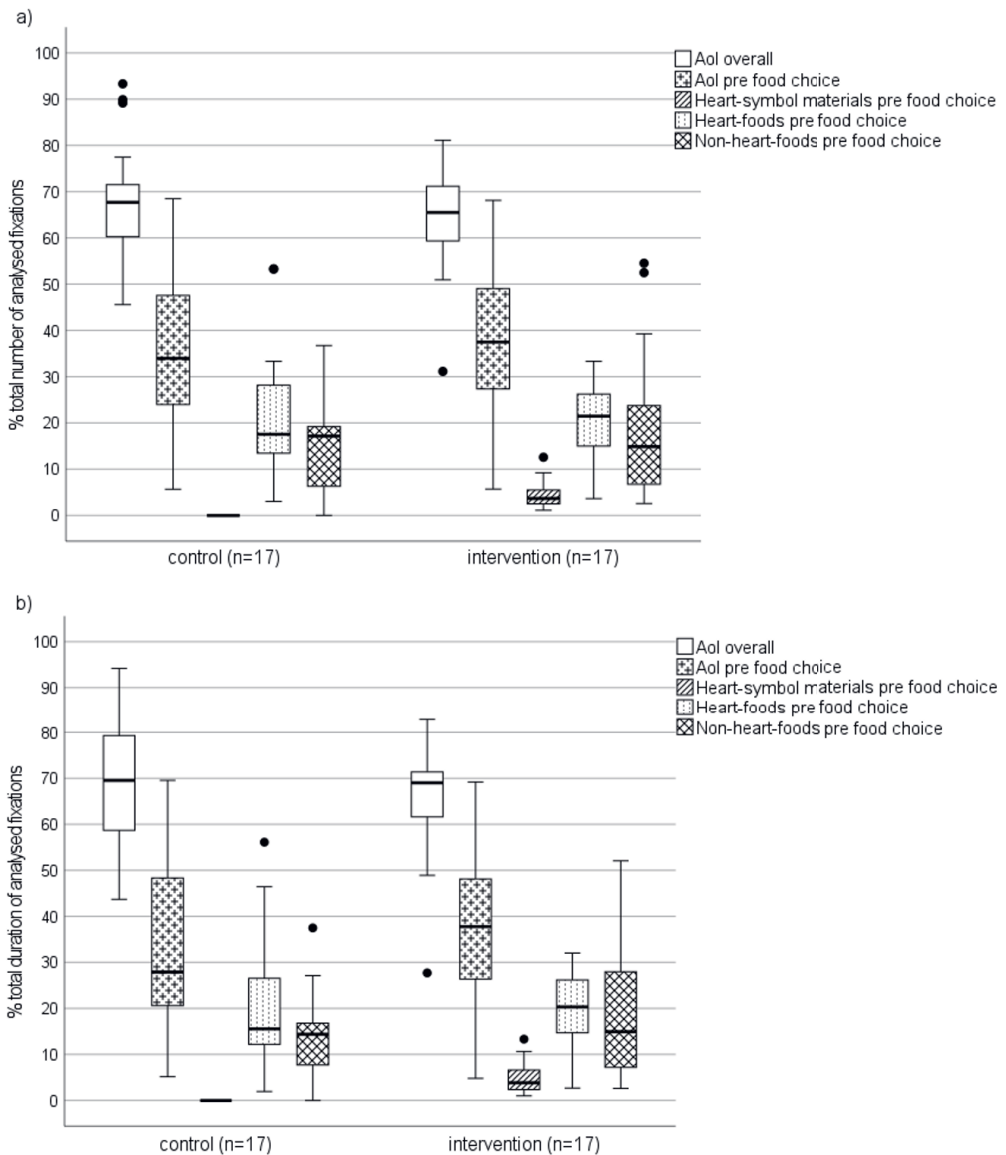 a)
% total number of analysed fixations
100
90
80
70
60
50
40
30
20
10
0
AoI overall
AoI pre food choice
Heart-symbol materials pre food choice
Heart-foods pre food choice
Non-heart-foods pre food choice
control (n=17)
intervention (n=17)
b)
% total duration of analysed fixations
100
90
80
70
60
50
40
30
20
10
0
AoI overall
AoI pre food choice
Heart-symbol materials pre food choice
Heart-foods pre food choice
Non-heart-foods pre food choice
control (n=17)
intervention (n=17)